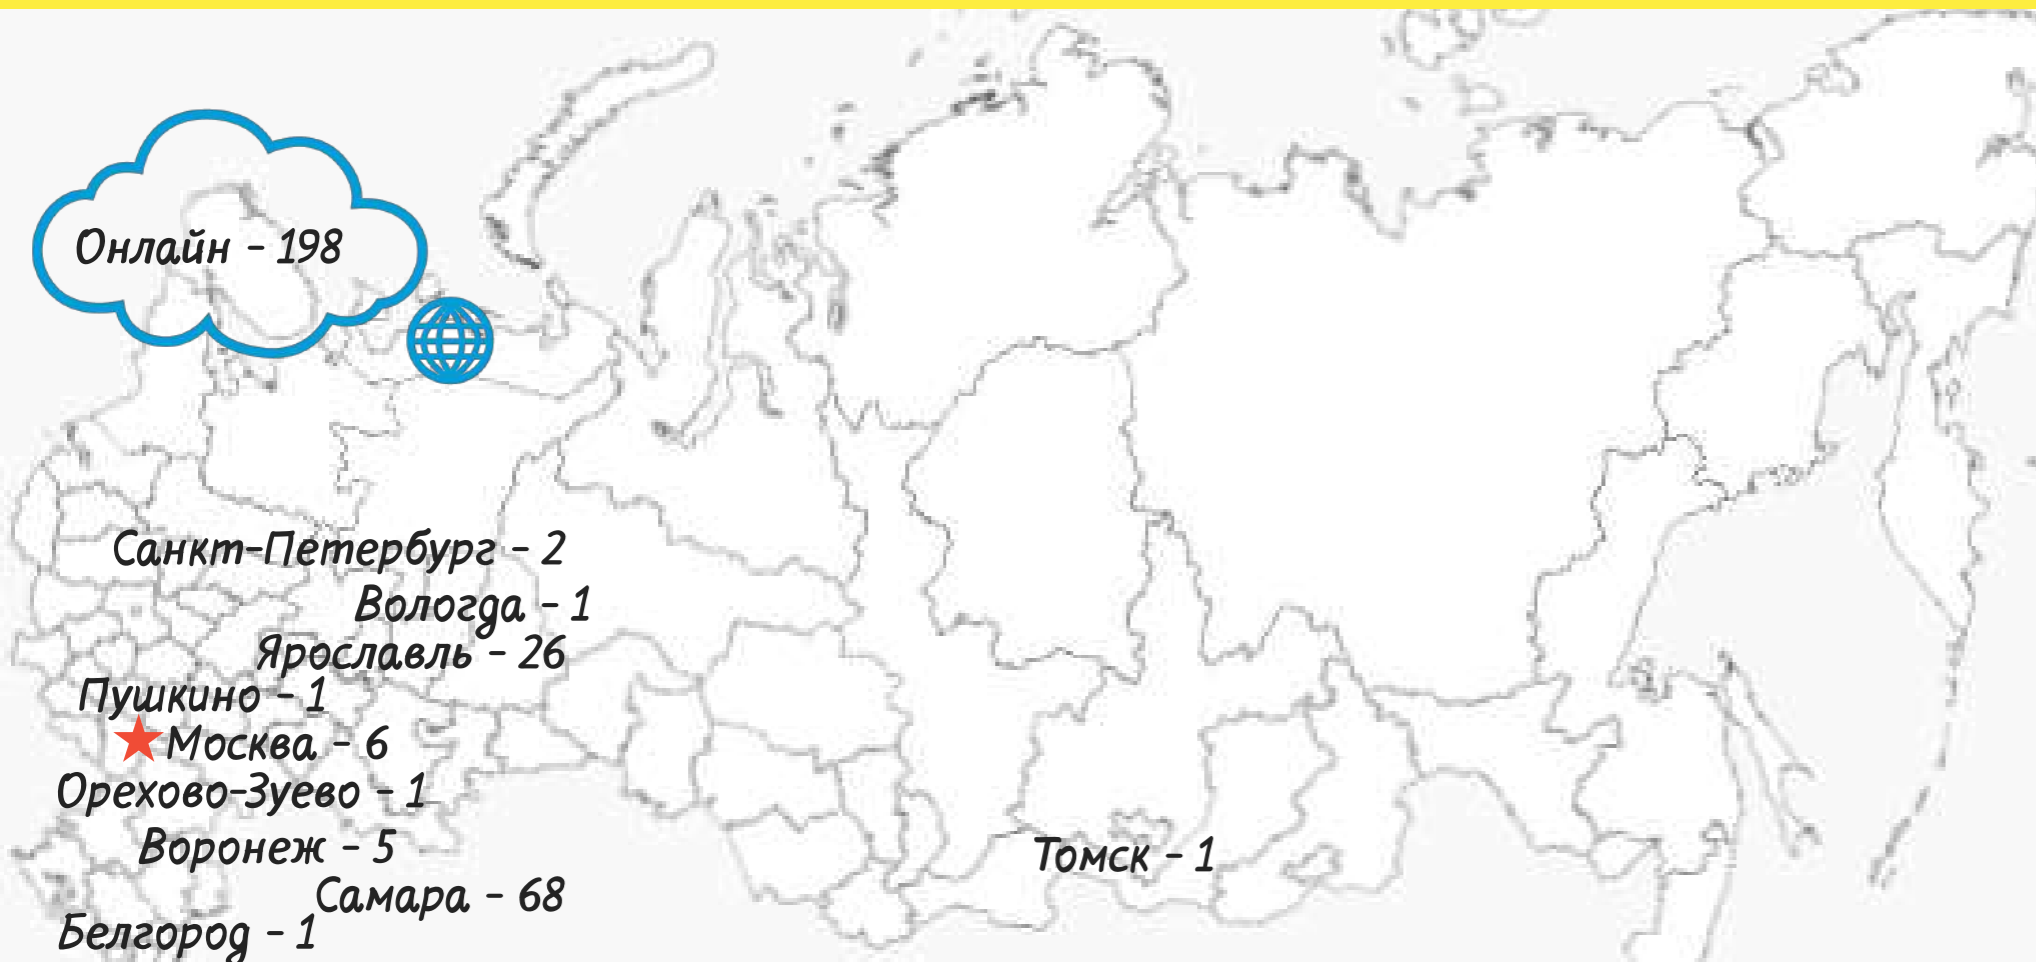 Онлайн - 198
Санкт-Петербург - 2
Вологда - 1
Ярославль - 26
Пушкино - 1
Москва - 6
Орехово-Зуево - 1
Воронеж - 5
Томск - 1
Самара - 68
Белгород - 1